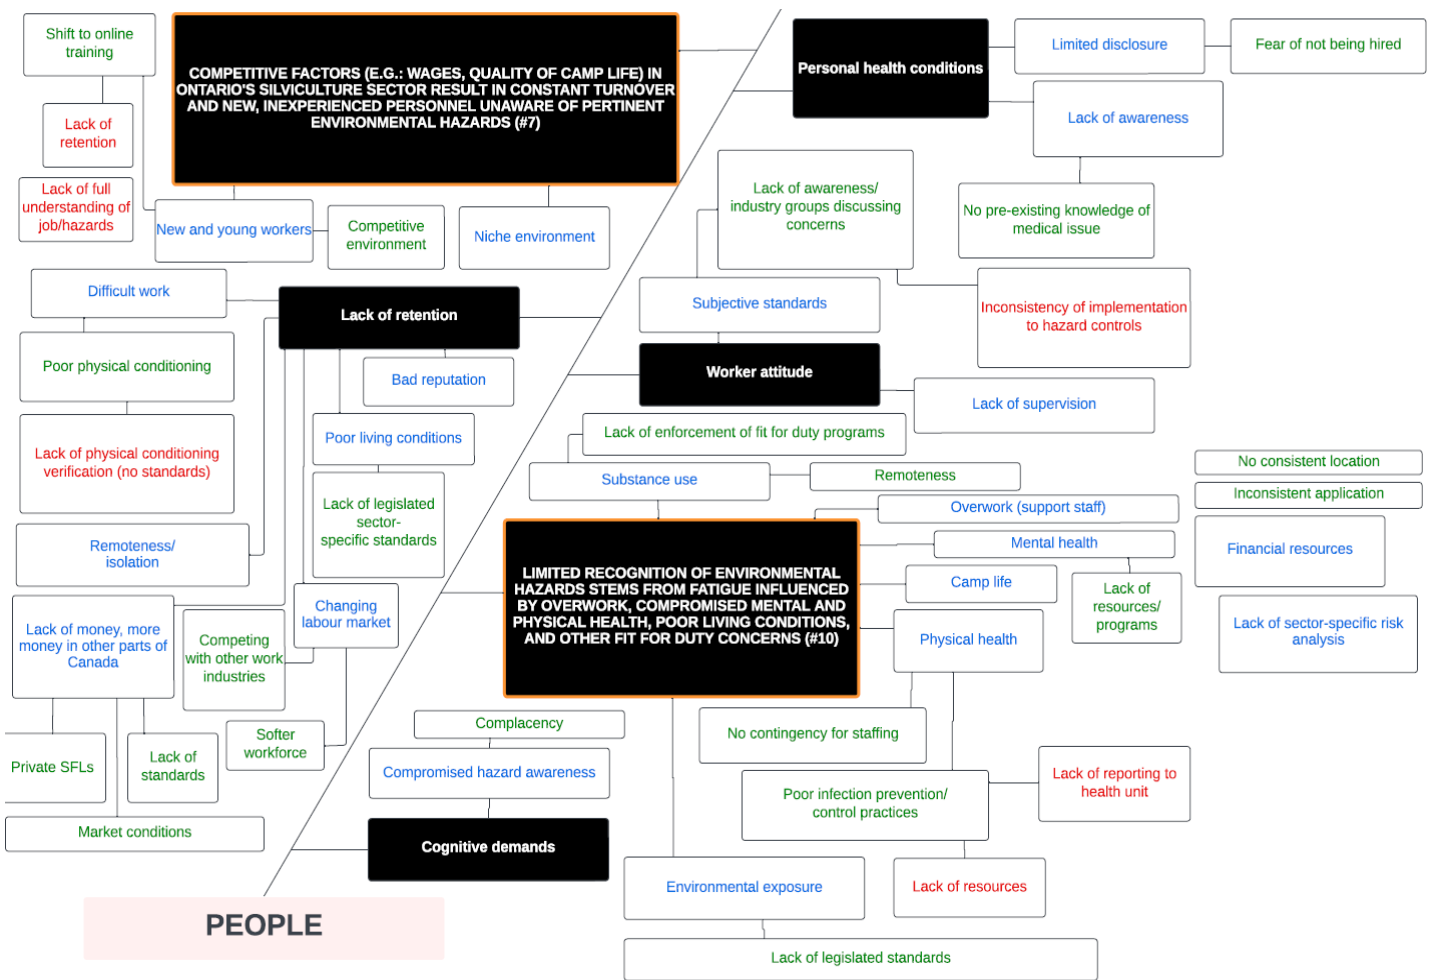 Shift to online
training
Lack of
retention
Lack of full
understanding of
job/hazards
COMPETITIVE FACTORS (E.G.: WAGES, QUALITY OF CAMP LIFE) IN
ONTARIO'S SILVICULTURE SECTOR RESULT IN CONSTANT TURNOVER
AND NEW, INEXPERIENCED PERSONNEL UNAWARE OF PERTINENT
ENVIRONMENTAL HAZARDS (#7)
New and young workers
Competitive
environment
Niche environment
Personal health conditions
Limited disclosure
Fear of not being hired
Lack of awareness
No pre-existing knowledge of
medical issue
Lack of awareness/
industry groups discussing
concerns
Subjective standards
Inconsistency of implementation
to hazard controls
Worker attitude
Lack of supervision
Difficult work
Lack of retention
Poor physical conditioning
Bad reputation
Lack of physical conditioning
verification (no standards)
Poor living conditions
Lack of legislated
sector-
specific standards
Remoteness/
isolation
Changing
labour market
Lack of money, more
money in other parts of
Canada
Competing
with other work
industries
Softer
workforce
Private SFLs
Lack of
standards
Market conditions
Lack of enforcement of fit for duty programs
Substance use
Remoteness
Overwork (support staff)
Mental health
Camp life
Lack of
resources/
programs
Physical health
LIMITED RECOGNITION OF ENVIRONMENTAL
HAZARDS STEMS FROM FATIGUE INFLUENCED
BY OVERWORK, COMPROMISED MENTAL AND
PHYSICAL HEALTH, POOR LIVING CONDITIONS,
AND OTHER FIT FOR DUTY CONCERNS (#10)
No consistent location
Inconsistent application
Financial resources
Lack of sector-specific risk
analysis
Complacency
Compromised hazard awareness
Cognitive demands
No contingency for staffing
Poor infection prevention/
control practices
Lack of reporting to
health unit
Lack of resources
Environmental exposure
Lack of legislated standards
PEOPLE